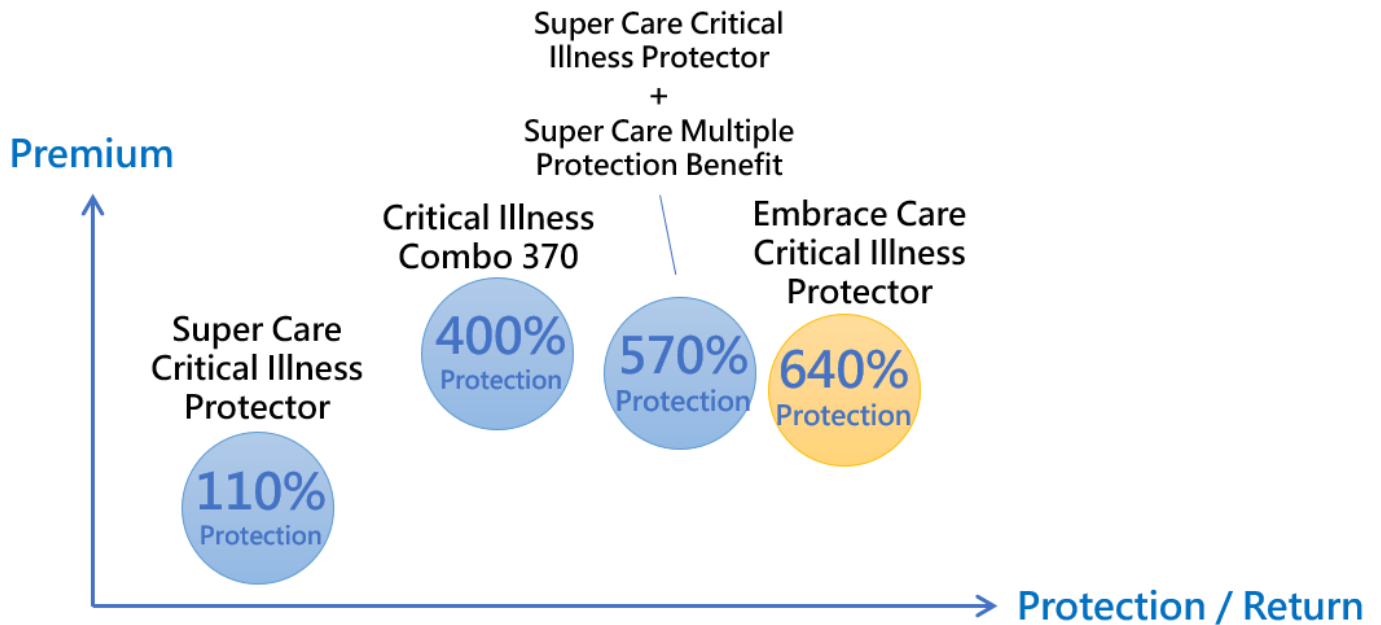 Super Care Critical
Illness Protector
+
Super Care Multiple
Protection Benefit
Premium
Critical Illness
Combo 370
Embrace Care
Critical Illness
Protector
400%
Protection
570%
Protection
640%
Protection
Super Care
Critical Illness
Protector
110%
Protection
Protection / Return